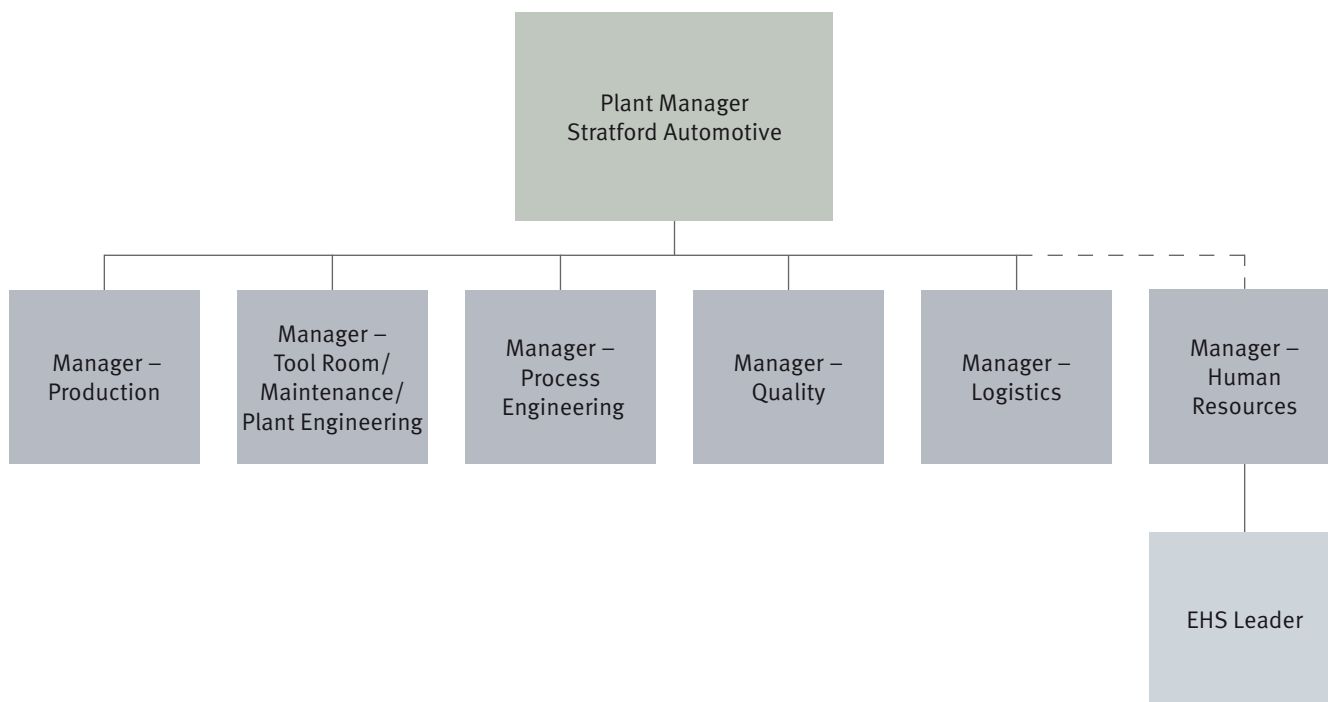 Plant Manager
Stratford Automotive
Manager –
Production
Manager –
Tool Room/
Maintenance/
Plant Engineering
Manager –
Process
Engineering
Manager –
Quality
Manager –
Logistics
Manager –
Human
Resources
EHS Leader